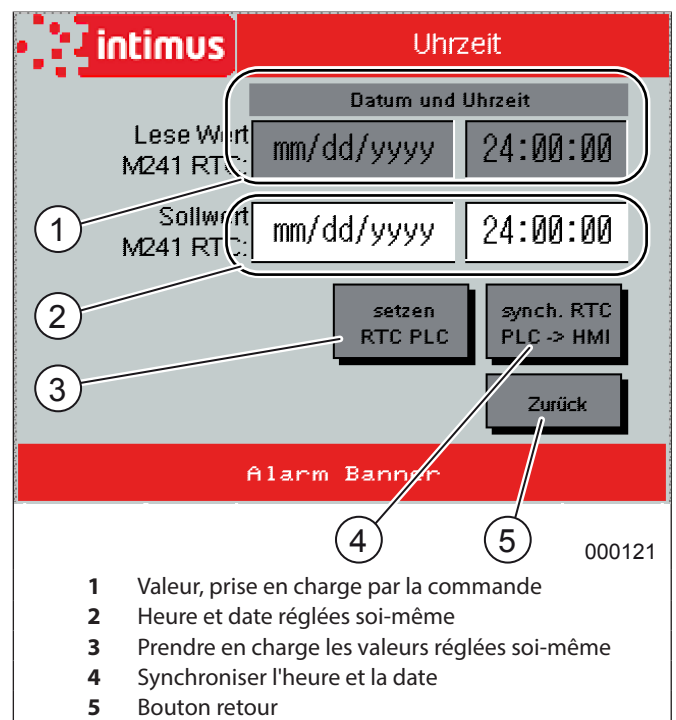 intimus
Uhrzeit
Datum und Uhrzeit
Lese Wert
M241 RTC:
mm/dd/yyyy
24:00:00
1
Sollwert
M241 RTC:
mm/dd/yyyy
24:00:00
2
setzen
RTC PLC
synch. RTC
PLC -> HMI
3
Zurück
Alarm Banner
4
5
000121
1 Valeur, prise en charge par la commande
2 Heure et date réglées soi-même
3 Prendre en charge les valeurs réglées soi-même
4 Synchroniser l'heure et la date
5 Bouton retour